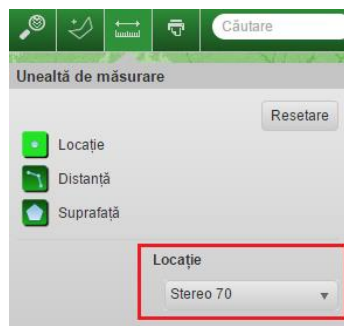 Căutare
Unealtă de măsurare
Resetare
Locație
Distanță
Suprafață
Locație
Stereo 70